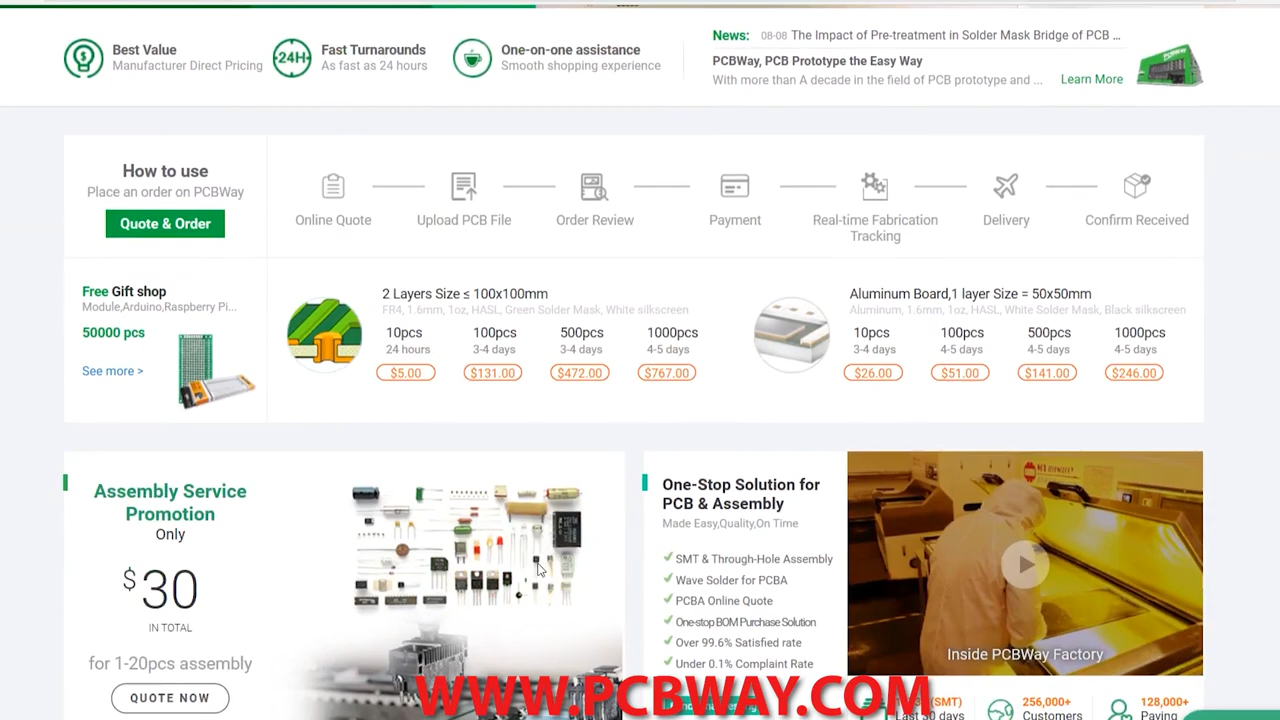 Best Value
Manufacturer Direct Pricing
24H
Fast Turnarounds
As fast as 24 hours
One-on-one assistance
Smooth shopping experience
News: 08-08 The Impact of Pre-treatment in Solder Mask Bridge of PCB ...
PCBWay, PCB Prototype the Easy Way
With more than A decade in the field of PCB prototype and ... Learn More
How to use
Place an order on PCBWay
Quote & Order
Online Quote
Upload PCB File
Order Review
Payment
Real-time Fabrication
Tracking
Delivery
Confirm Received
Free Gift shop
Module,Arduino,Raspberry Pi...
50000 pcs
See more >
2 Layers Size ≤ 100x100mm
FR4, 1.6mm, 1oz, HASL, Green Solder Mask, White silkscreen
10pcs 100pcs 500pcs 1000pcs
24 hours 3-4 days 3-4 days 4-5 days
$5.00 $131.00 $472.00 $767.00
Aluminum Board,1 layer Size = 50x50mm
Aluminum, 1.6mm, 1oz, HASL, White Solder Mask, Black silkscreen
10pcs 100pcs 500pcs 1000pcs
3-4 days 4-5 days 4-5 days 4-5 days
$26.00 $51.00 $141.00 $246.00
Assembly Service
Promotion
Only
$30
IN TOTAL
for 1-20pcs assembly
QUOTE NOW
One-Stop Solution for
PCB & Assembly
Made Easy,Quality,On Time
SMT & Through-Hole Assembly
Wave Solder for PCBA
PCBA Online Quote
One-stop BOM Purchase Solution
Over 99.6% Satisfied rate
Under 0.1% Complaint Rate
Inside PCBWay Factory
WWW.PCBWAY.COM
(SMT)
Last 30 days
256,000+
Customers
128,000+
Paying